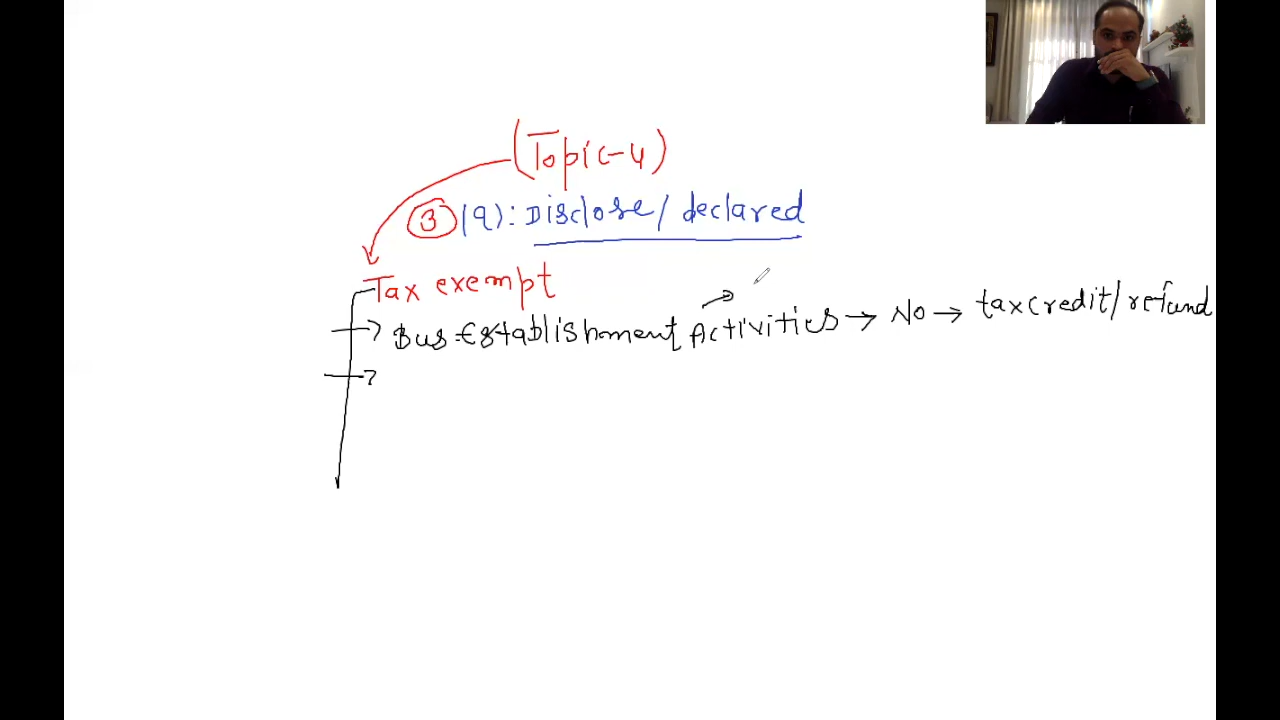 (Topic-4)
3 (9): Disclose/declared
Tax exempt
Bus-Establishment Activities → No → tax credit/refund